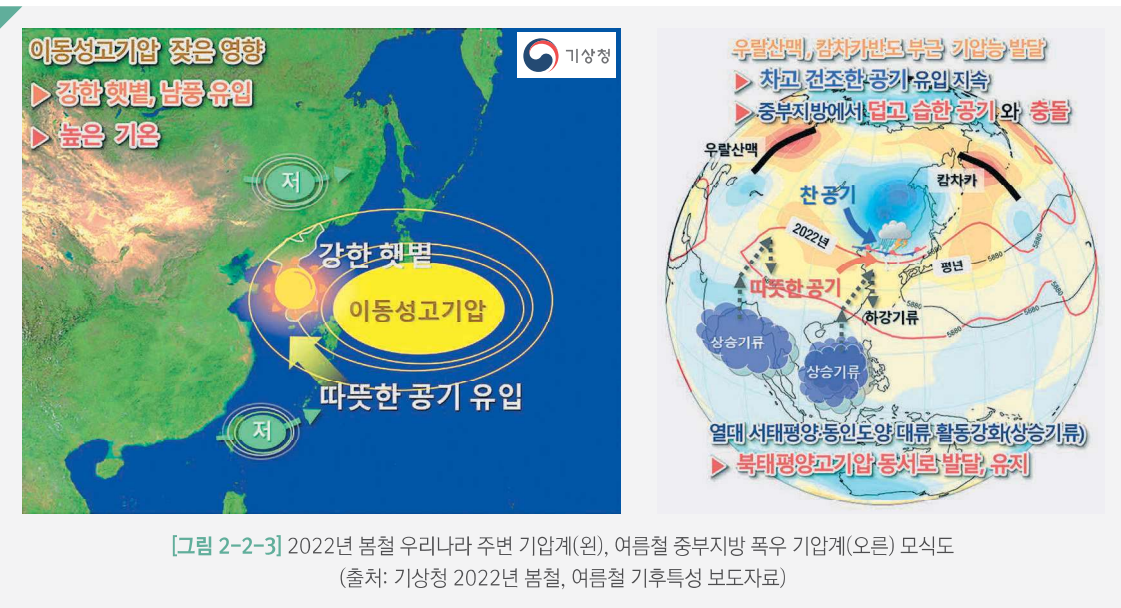 이동성고기압 잦은 영향
▶ 강한 햇볕, 남풍 유입
▶ 높은 기온
기상청
저
강한 햇볕
이동성고기압
따뜻한 공기 유입
저
우랄산맥, 캄차카반도 부근 기압능 발달
▶ 차고 건조한 공기 유입 지속
▶ 중부지방에서 덥고 습한 공기 와 충돌
우랄산맥
캄차카
찬 공기
2022년
5880
5880
평년
5880
따뜻한 공기
5880
하강기류
5880
상승기류
상승기류
열대 서태평양·동인도양 대류 활동강화(상승기류)
▶ 북태평양고기압 동서로 발달, 유지
[그림 2-2-3] 2022년 봄철 우리나라 주변 기압계(왼), 여름철 중부지방 폭우 기압계(오른) 모식도
(출처: 기상청 2022년 봄철, 여름철 기후특성 보도자료)